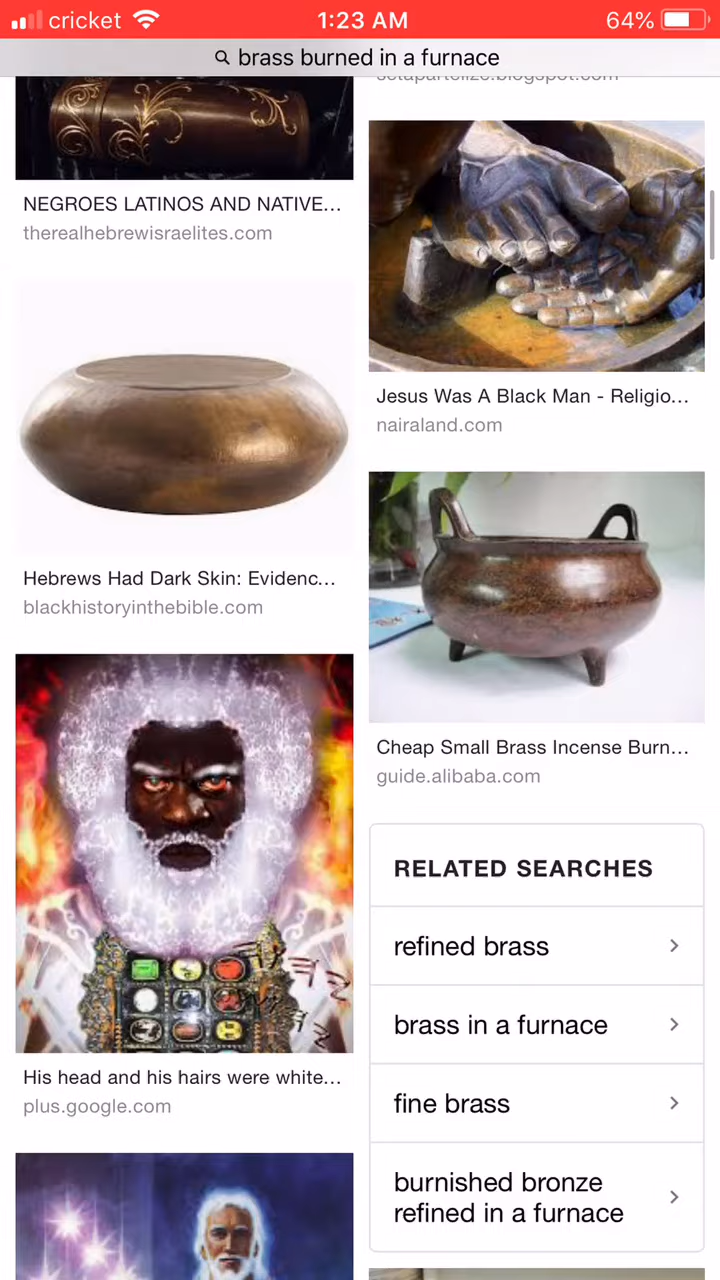 cricket
1:23 AM
64%
brass burned in a furnace
NEGROES LATINOS AND NATIVE...
therealhebrewisraelites.com
Hebrews Had Dark Skin: Evidenc...
blackhistoryinthebible.com
His head and his hairs were white...
plus.google.com
setapartelize.blogspot.com
Jesus Was A Black Man - Religio...
nairaland.com
Cheap Small Brass Incense Burn...
guide.alibaba.com
RELATED SEARCHES
refined brass
brass in a furnace
fine brass
burnished bronze
refined in a furnace